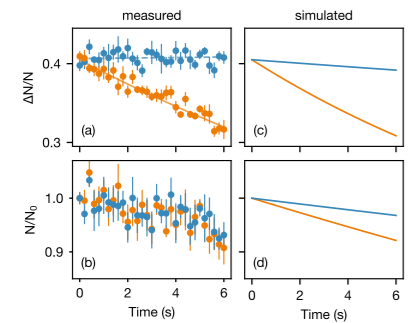 measured
simulated
ΔN/N
0.4
0.3
(a)
(c)
N/N₀
1.0
0.9
(b)
(d)
0
2
4
6
0
2
4
6
Time (s)
Time (s)